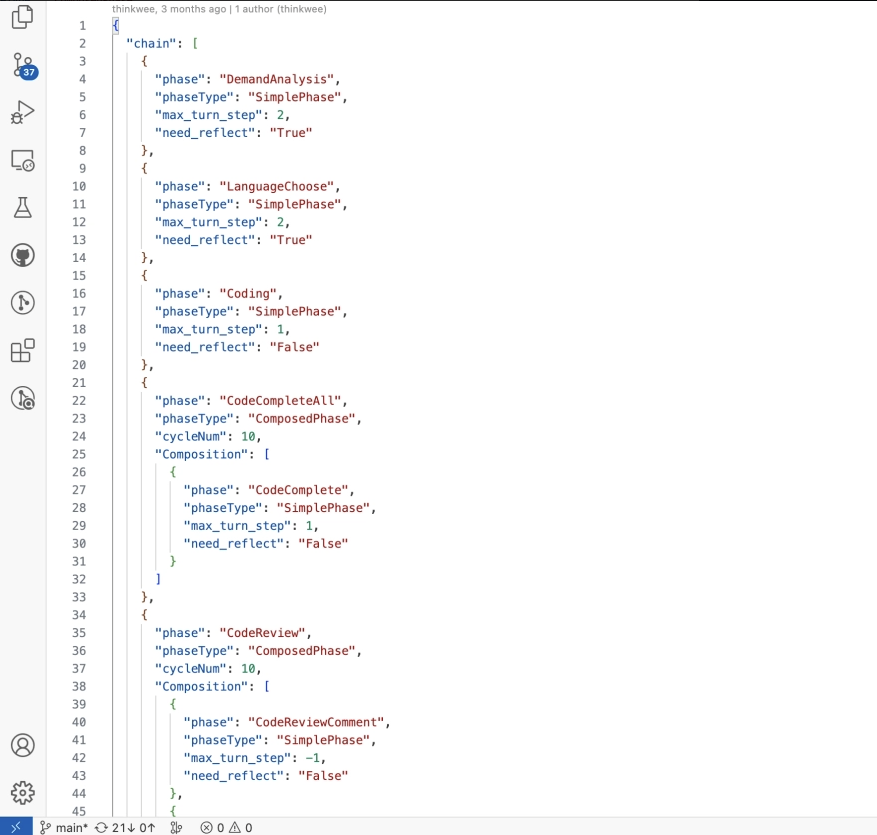 thinkwee, 3 months ago | 1 author (thinkwee)
1 {
2 "chain": [
3 {
4 "phase": "DemandAnalysis",
5 "phaseType": "SimplePhase",
6 "max_turn_step": 2,
7 "need_reflect": "True"
8 },
9 {
10 "phase": "LanguageChoose",
11 "phaseType": "SimplePhase",
12 "max_turn_step": 2,
13 "need_reflect": "True"
14 },
15 {
16 "phase": "Coding",
17 "phaseType": "SimplePhase",
18 "max_turn_step": 1,
19 "need_reflect": "False"
20 },
21 {
22 "phase": "CodeCompleteAll",
23 "phaseType": "ComposedPhase",
24 "cycleNum": 10,
25 "Composition": [
26 {
27 "phase": "CodeComplete",
28 "phaseType": "SimplePhase",
29 "max_turn_step": 1,
30 "need_reflect": "False"
31 }
32 ]
33 },
34 {
35 "phase": "CodeReview",
36 "phaseType": "ComposedPhase",
37 "cycleNum": 10,
38 "Composition": [
39 {
40 "phase": "CodeReviewComment",
41 "phaseType": "SimplePhase",
42 "max_turn_step": -1,
43 "need_reflect": "False"
44 },
45 {
37
main* 21↓ 0↑ 0 0